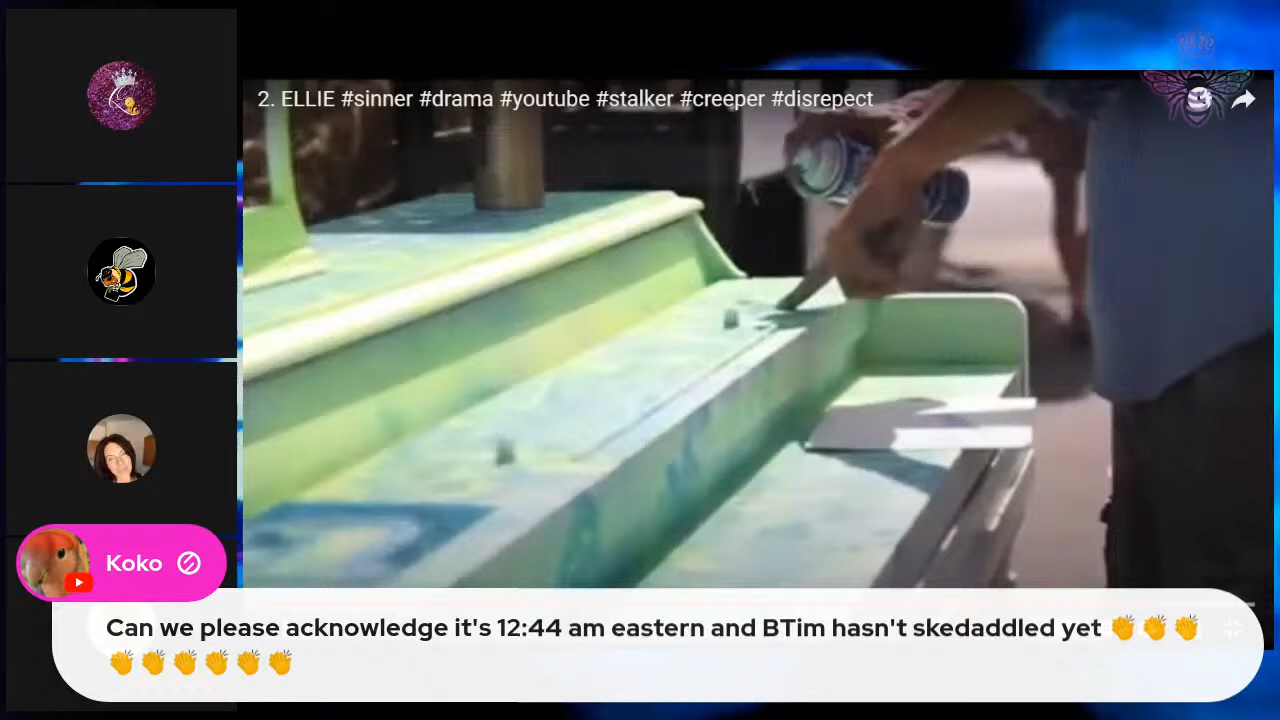 2. ELLIE #sinner #drama #youtube #stalker #creeper #disrepect
Koko
Can we please acknowledge it's 12:44 am eastern and BTim hasn't skedaddled yet 👏👏👏
👏👏👏👏👏👏